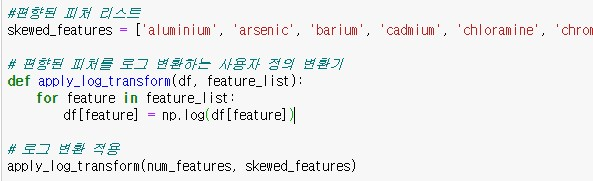 #편향된 피처 리스트
skewed_features = ['aluminium', 'arsenic', 'barium', 'cadmium', 'chloramine', 'chrom
# 편향된 피처를 로그 변환하는 사용자 정의 변환기
def apply_log_transform(df, feature_list):
    for feature in feature_list:
        df[feature] = np.log(df[feature])
# 로그 변환 적용
apply_log_transform(num_features, skewed_features)